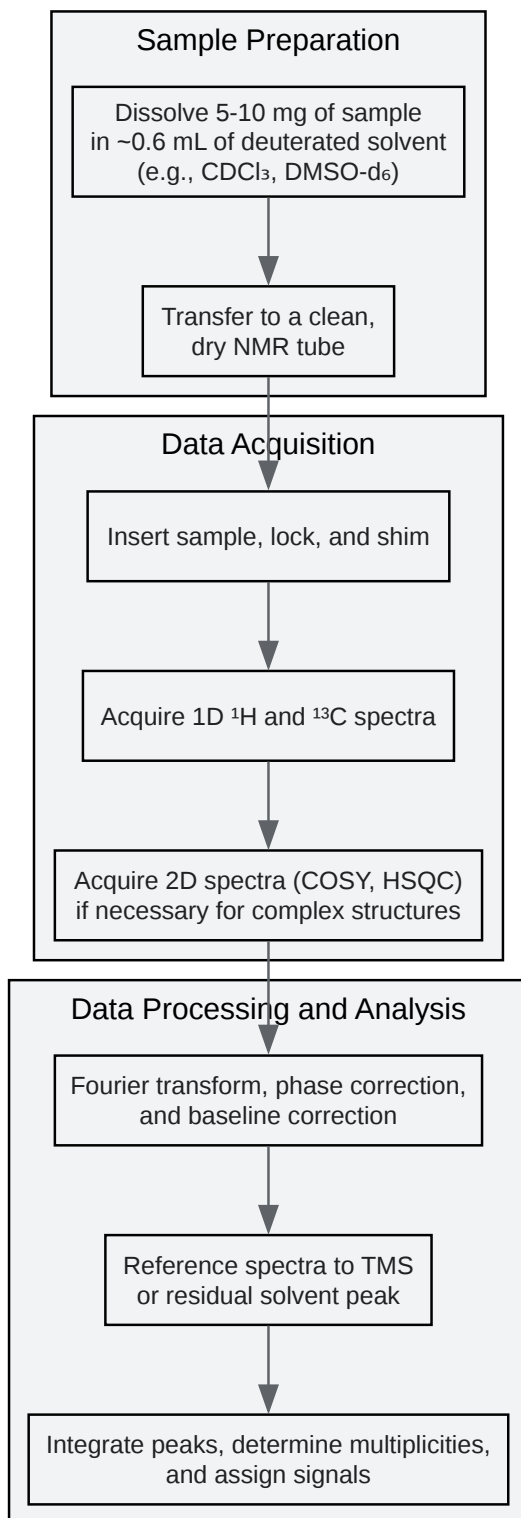 Sample Preparation
Dissolve 5-10 mg of sample
in ~0.6 mL of deuterated solvent
(e.g., CDCl₃, DMSO-d₆)
Transfer to a clean,
dry NMR tube
Data Acquisition
Insert sample, lock, and shim
Acquire 1D ¹H and ¹³C spectra
Acquire 2D spectra (COSY, HSQC)
if necessary for complex structures
Data Processing and Analysis
Fourier transform, phase correction,
and baseline correction
Reference spectra to TMS
or residual solvent peak
Integrate peaks, determine multiplicities,
and assign signals